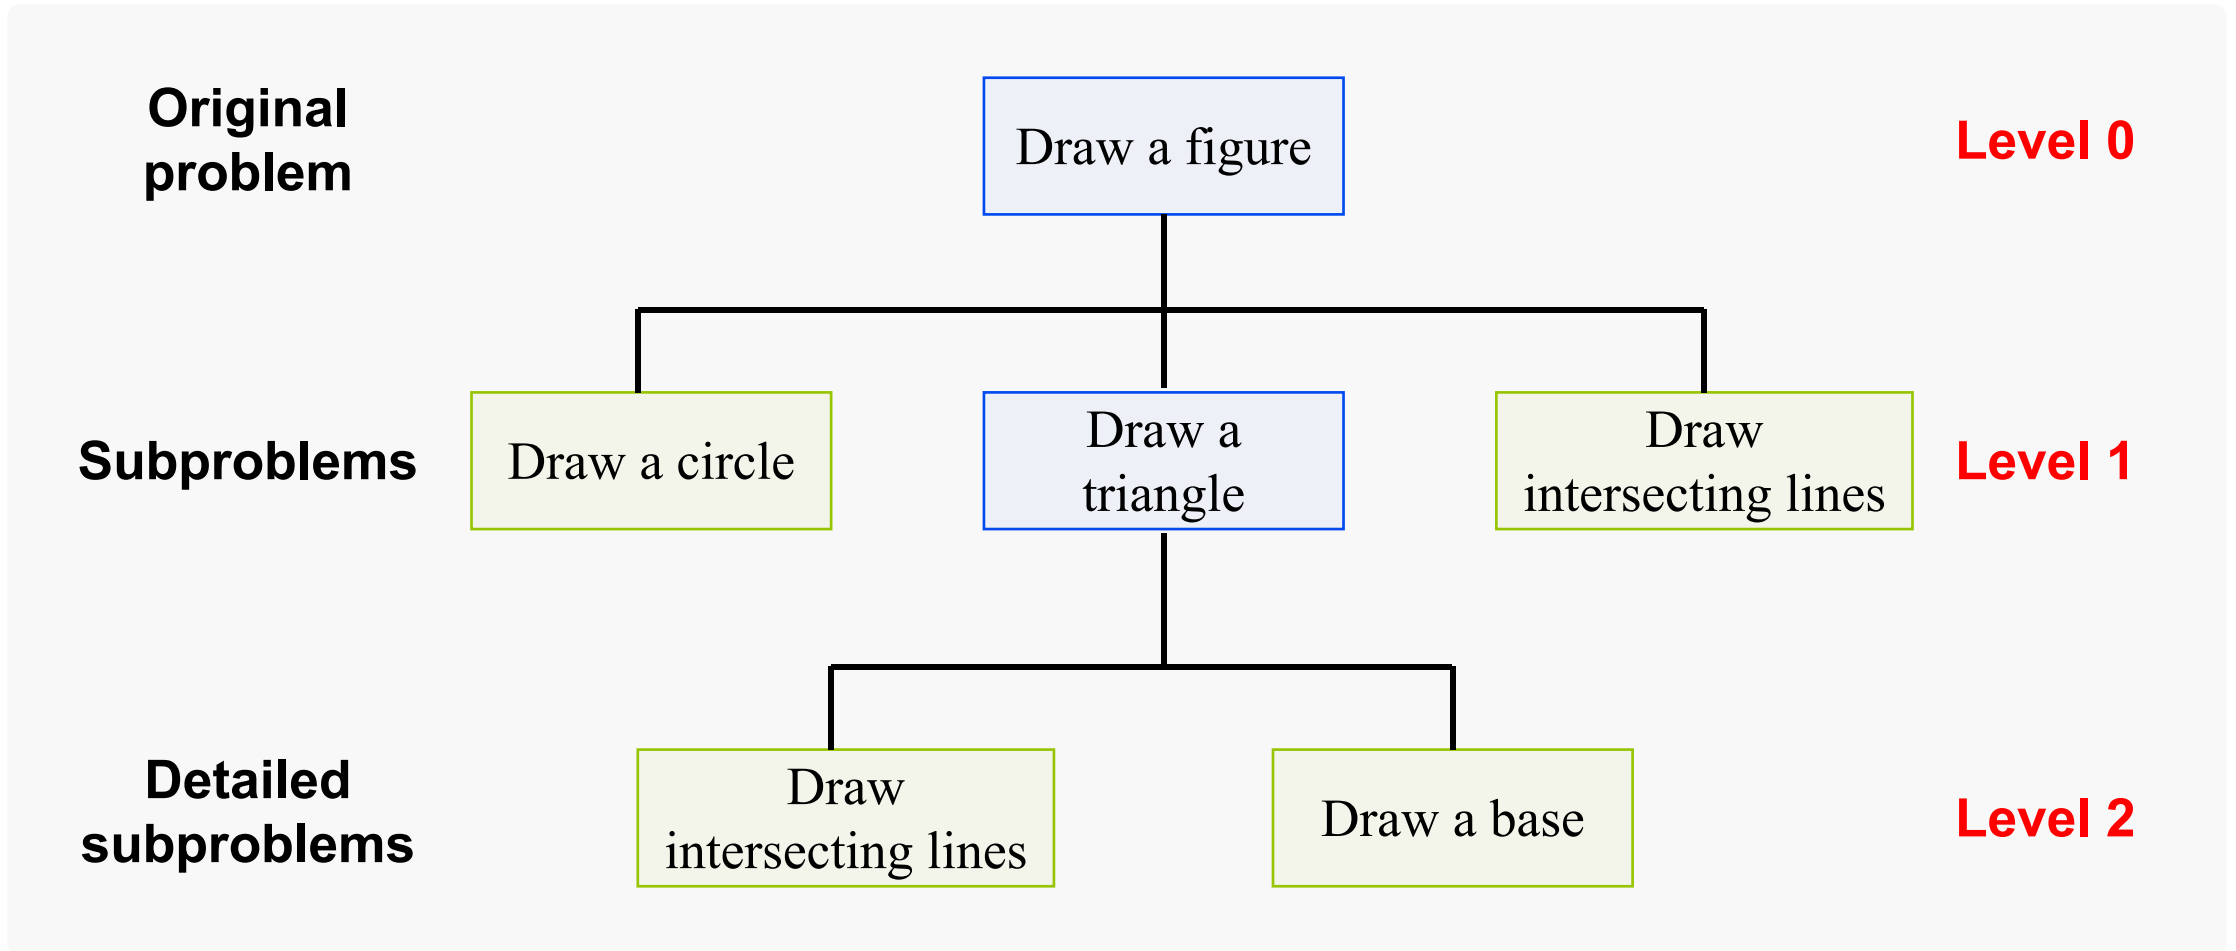 Original
problem
Draw a figure
Level 0
Subproblems
Draw a circle
Draw a
triangle
Draw
intersecting lines
Level 1
Detailed
subproblems
Draw
intersecting lines
Draw a base
Level 2